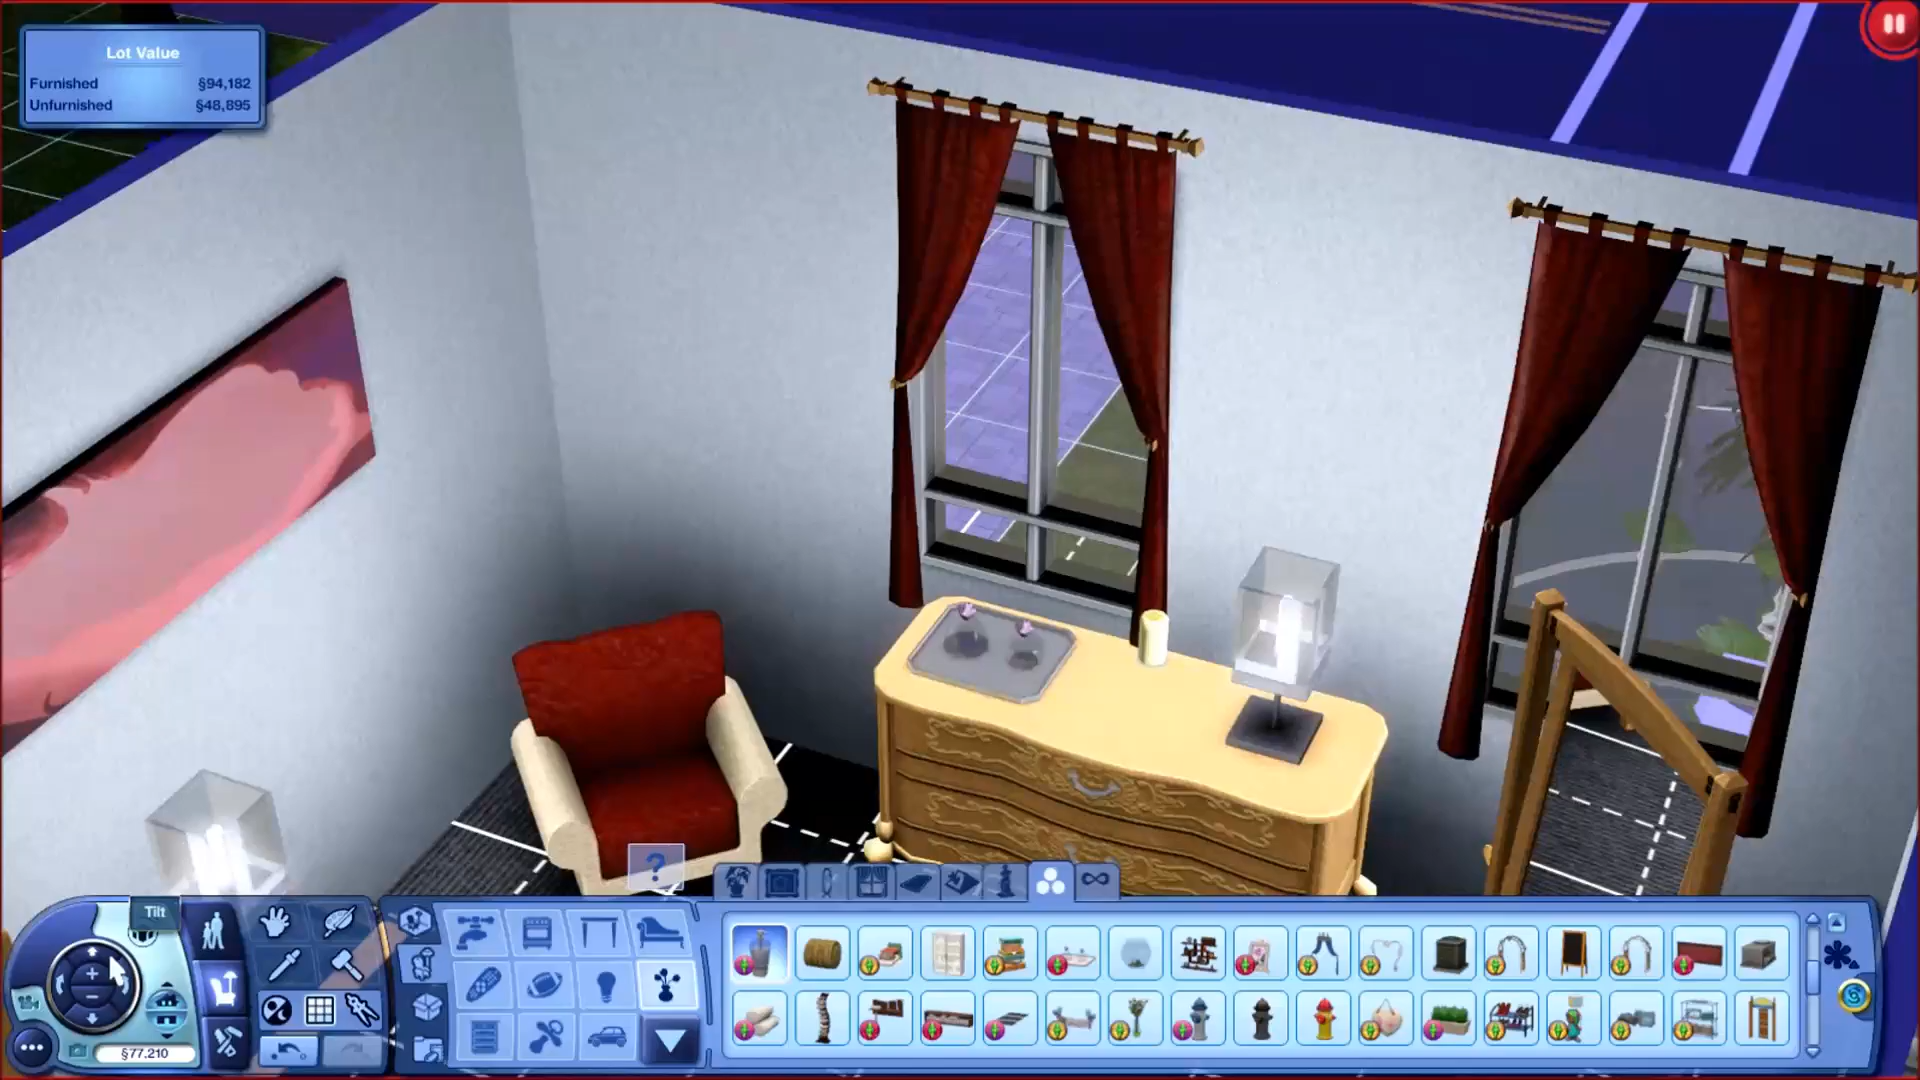 Lot Value
Furnished §94,182
Unfurnished §48,895
?
Tilt
§77.210